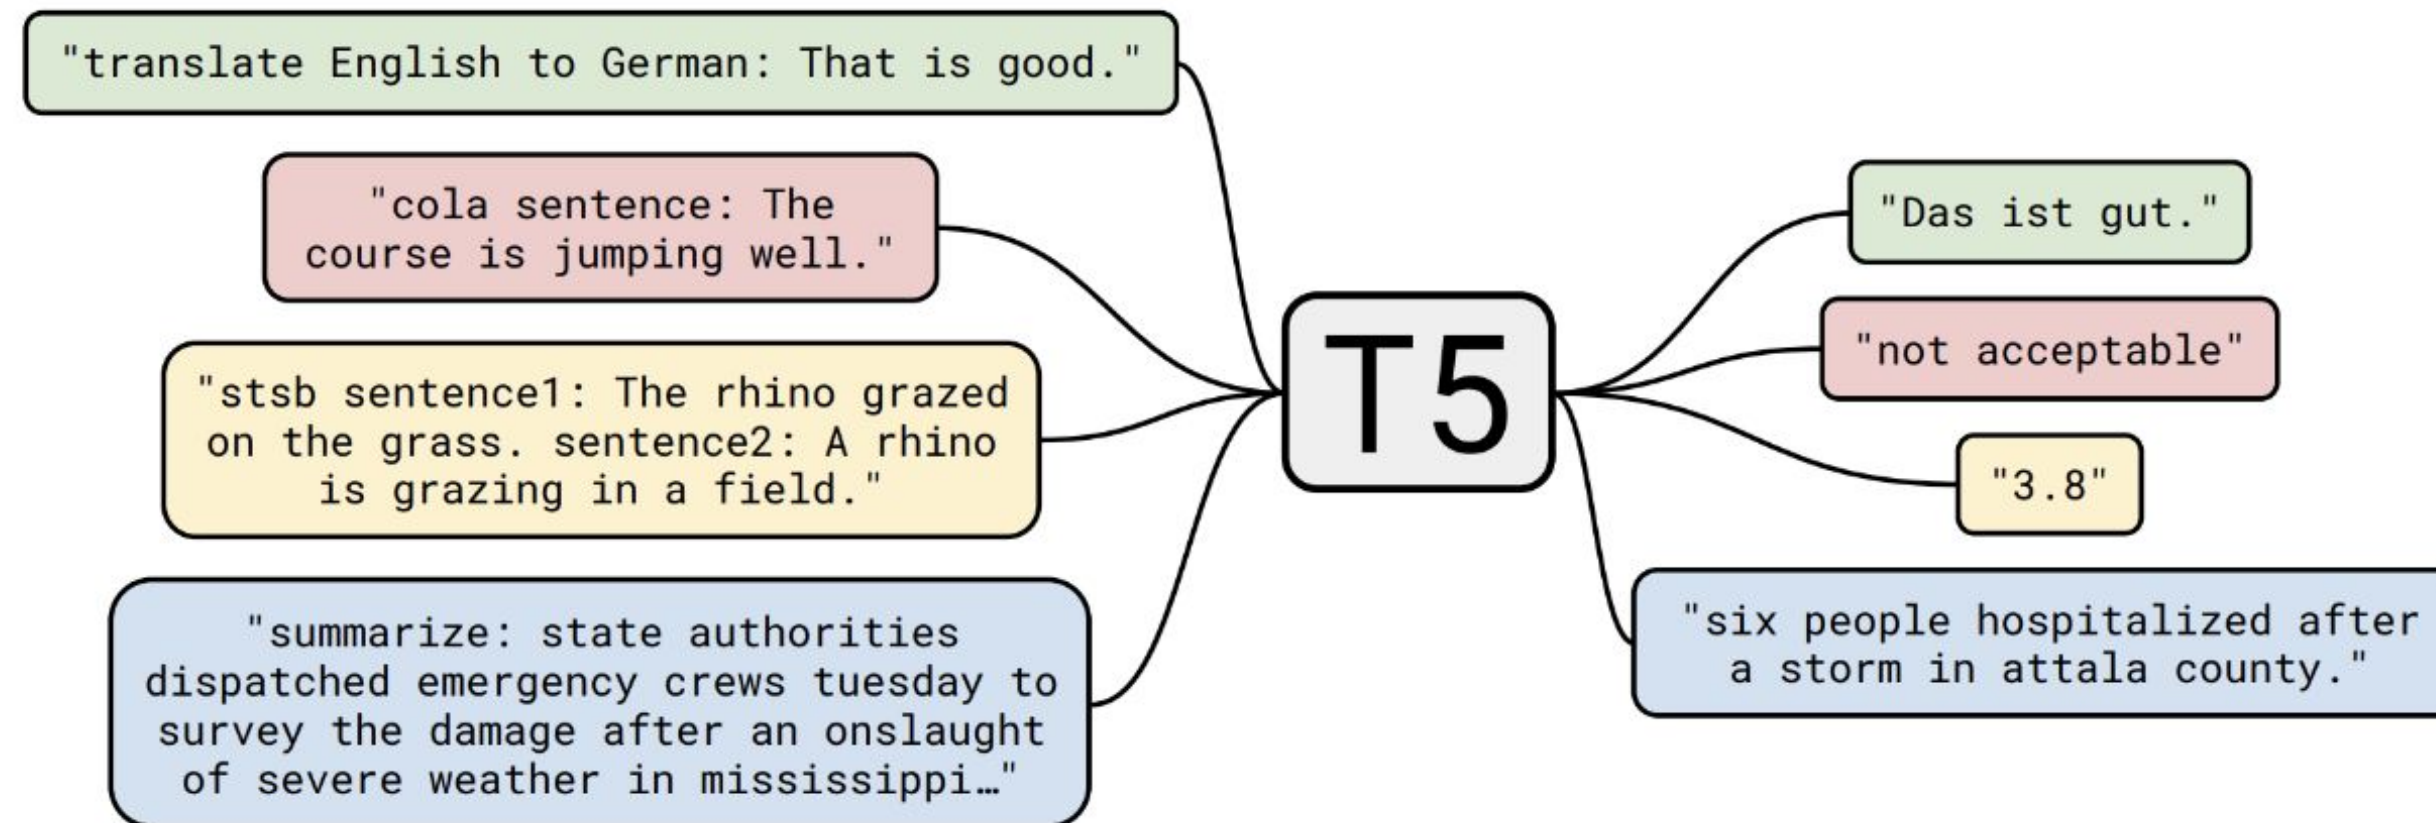 "translate English to German: That is good."
"cola sentence: The
course is jumping well."
"stsb sentence1: The rhino grazed
on the grass. sentence2: A rhino
is grazing in a field."
"summarize: state authorities
dispatched emergency crews tuesday to
survey the damage after an onslaught
of severe weather in mississippi…"
T5
"Das ist gut."
"not acceptable"
"3.8"
"six people hospitalized after
a storm in attala county."